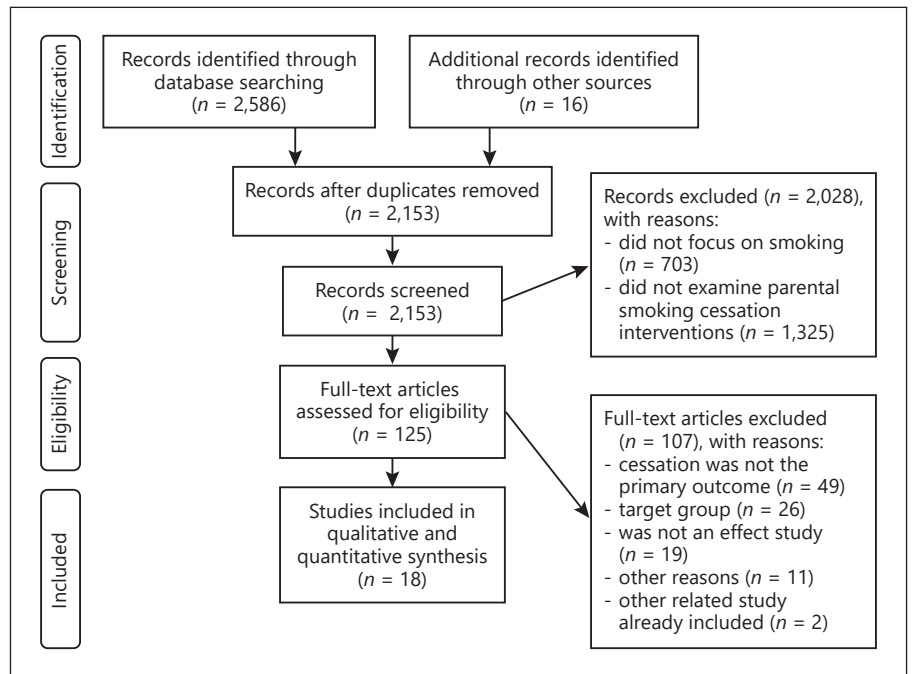 Identification
Records identified through
database searching
(n = 2,586)
Additional records identified
through other sources
(n = 16)
Screening
Records after duplicates removed
(n = 2,153)
Records excluded (n = 2,028),
with reasons:
- did not focus on smoking
(n = 703)
- did not examine parental
smoking cessation
interventions (n = 1,325)
Records screened
(n = 2,153)
Eligibility
Full-text articles
assessed for eligibility
(n = 125)
Full-text articles excluded
(n = 107), with reasons:
- cessation was not the
primary outcome (n = 49)
- target group (n = 26)
- was not an effect study
(n = 19)
- other reasons (n = 11)
- other related study
already included (n = 2)
Included
Studies included in
qualitative and
quantitative synthesis
(n = 18)